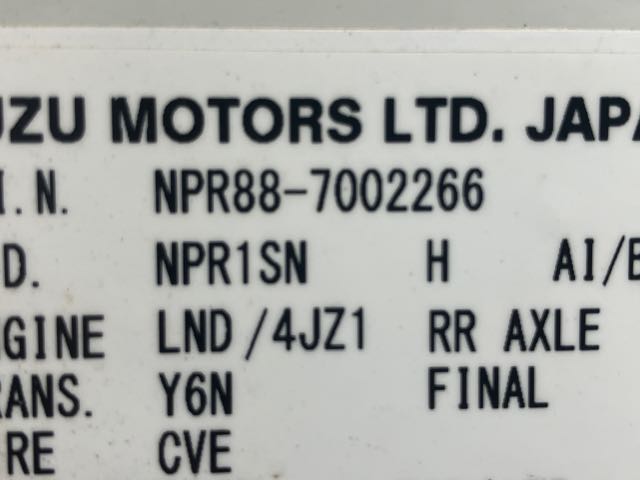 UZU MOTORS LTD. JAPA
I.N. NPR88-7002266
D. NPR1SN H AI/B
GINE LND/4JZ1 RR AXLE
RANS. Y6N FINAL
RE CVE